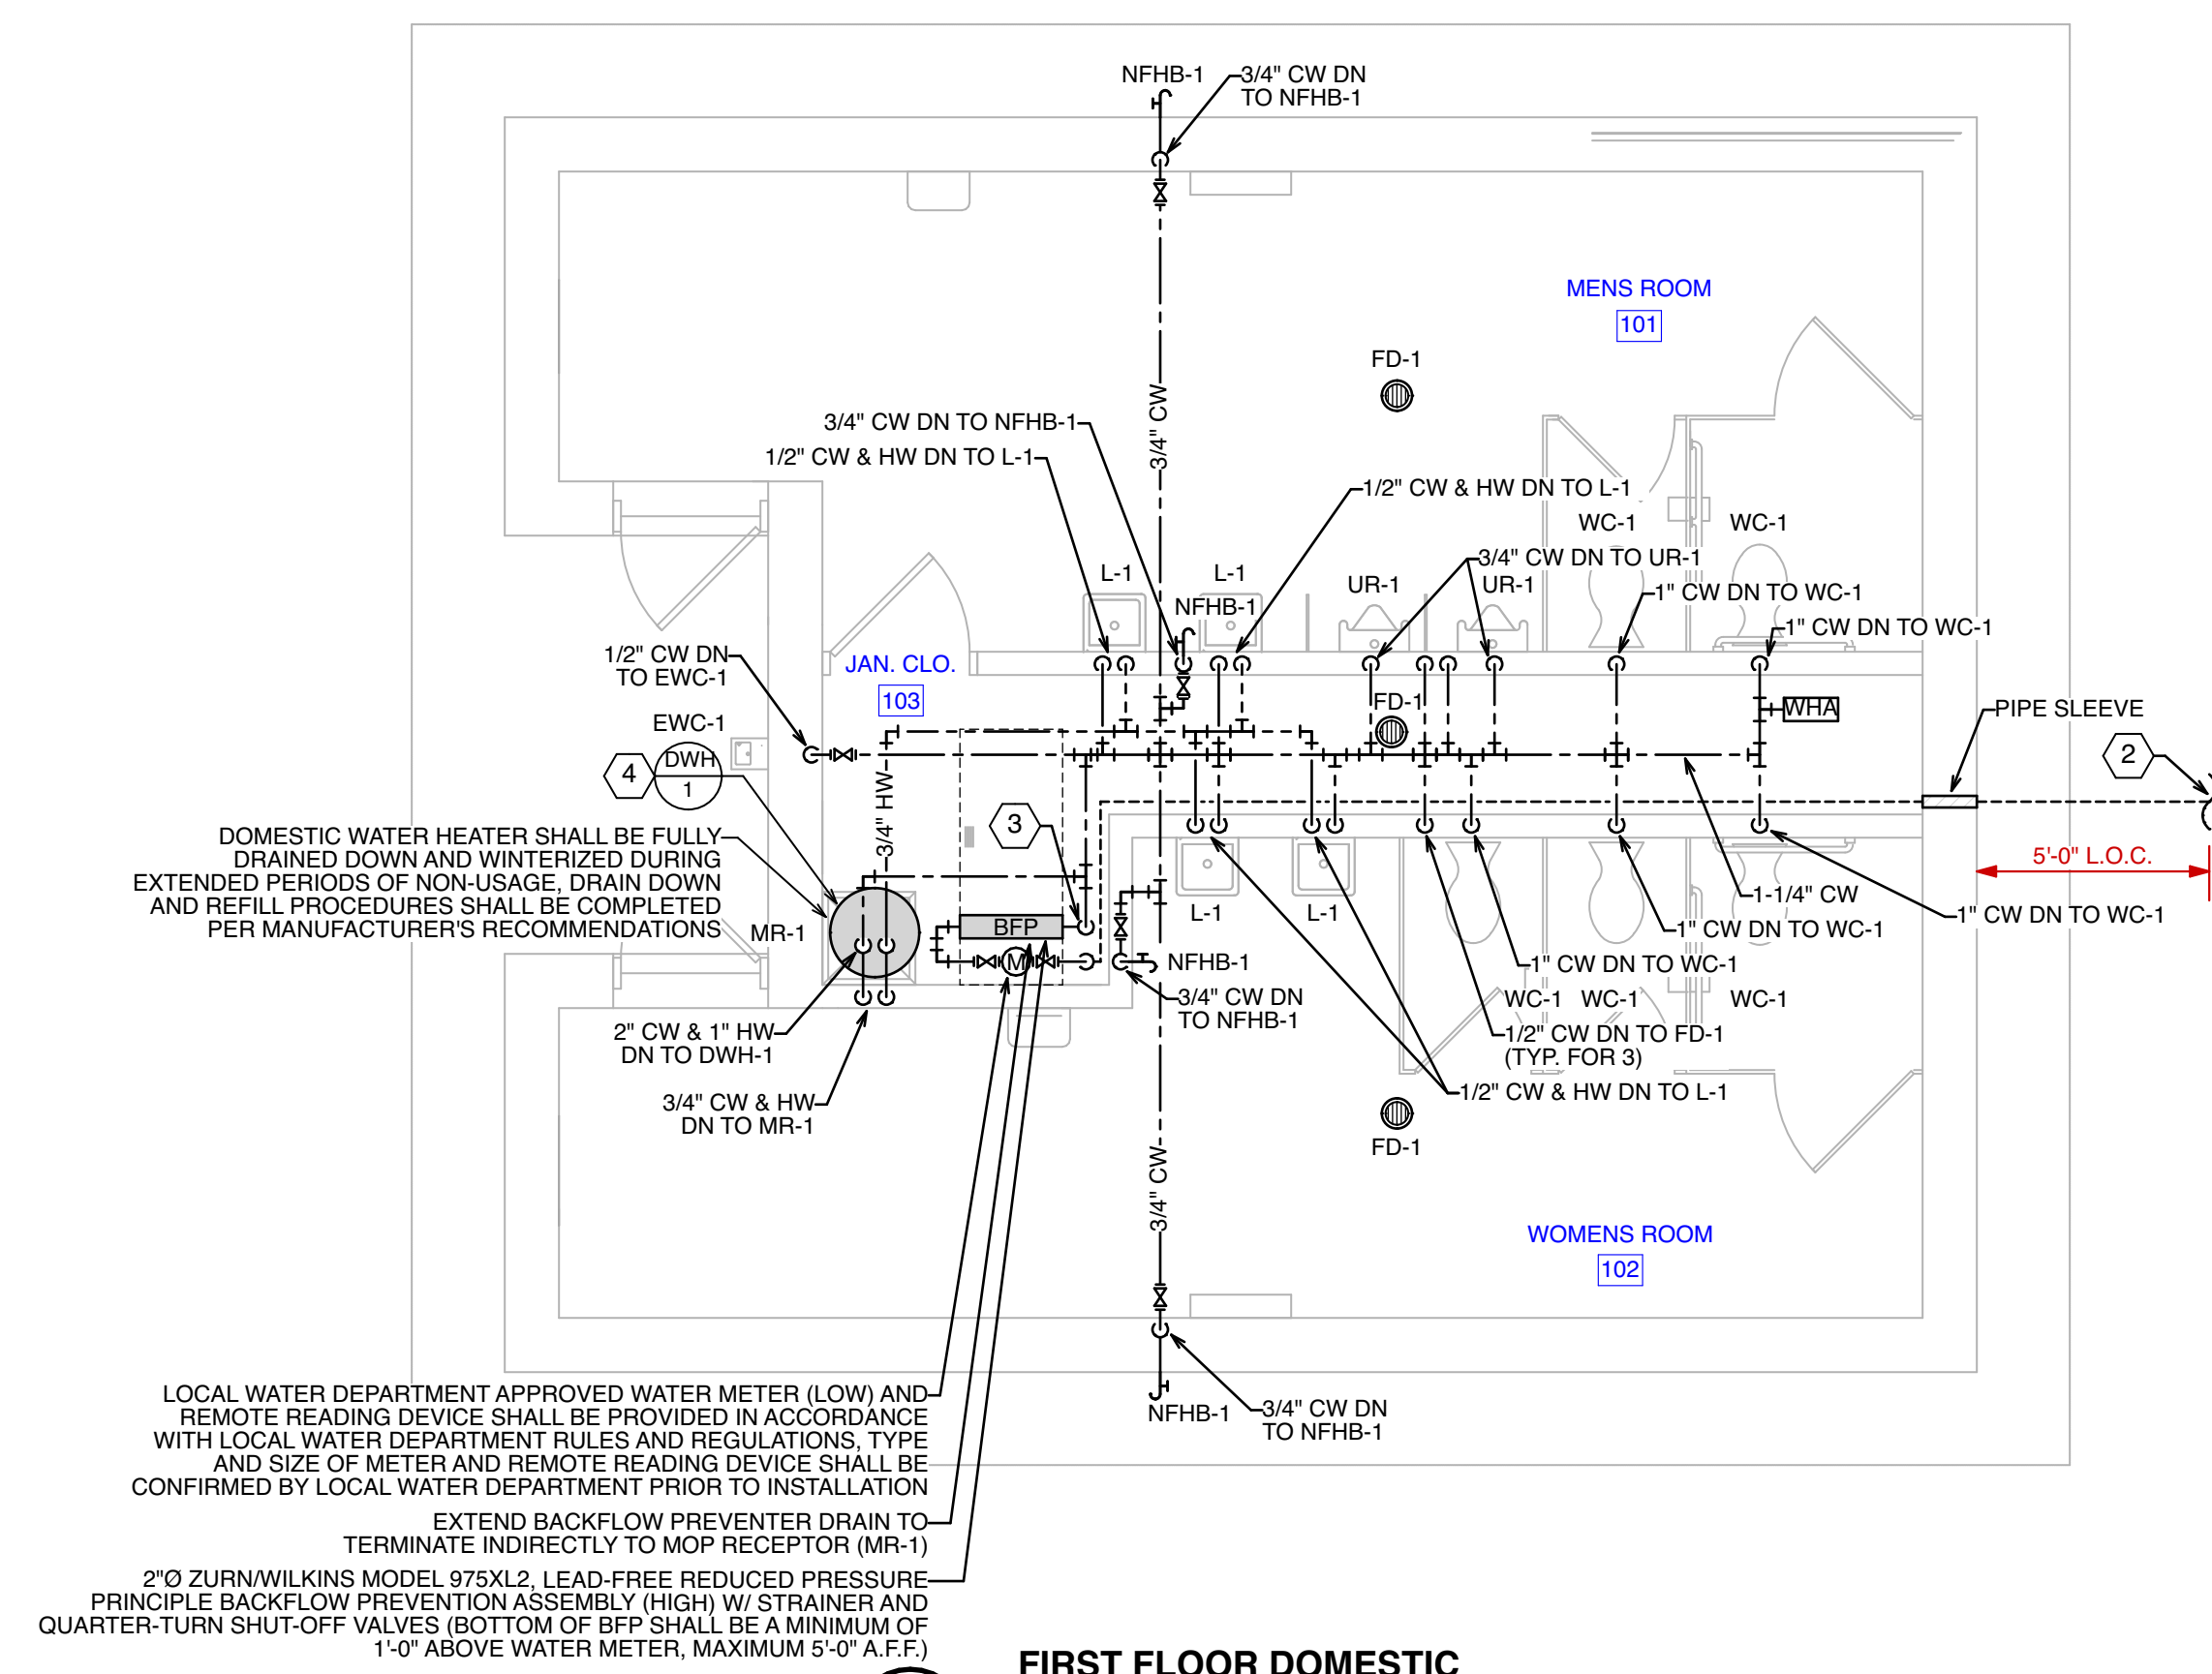 NFHB-1
3/4" CW DN
TO NFHB-1
MENS ROOM
101
FD-1
3/4" CW
3/4" CW DN TO NFHB-1
1/2" CW & HW DN TO L-1
1/2" CW & HW DN TO L-1
WC-1
WC-1
3/4" CW DN TO UR-1
L-1
L-1
UR-1
UR-1
NFHB-1
1" CW DN TO WC-1
1" CW DN TO WC-1
1/2" CW DN
TO EWC-1
JAN. CLO.
103
FD-1
WHA
PIPE SLEEVE
EWC-1
4
DWH
1
2
3/4" HW
3
DOMESTIC WATER HEATER SHALL BE FULLY
DRAINED DOWN AND WINTERIZED DURING
EXTENDED PERIODS OF NON-USAGE, DRAIN DOWN
AND REFILL PROCEDURES SHALL BE COMPLETED
PER MANUFACTURER'S RECOMMENDATIONS
5'-0" L.O.C.
1-1/4" CW
L-1
L-1
1" CW DN TO WC-1
MR-1
BFP
1" CW DN TO WC-1
M
NFHB-1
1" CW DN TO WC-1
3/4" CW DN
TO NFHB-1
WC-1
WC-1
WC-1
2" CW & 1" HW
DN TO DWH-1
1/2" CW DN TO FD-1
(TYP. FOR 3)
3/4" CW & HW
DN TO MR-1
1/2" CW & HW DN TO L-1
FD-1
3/4" CW
WOMENS ROOM
102
LOCAL WATER DEPARTMENT APPROVED WATER METER (LOW) AND
REMOTE READING DEVICE SHALL BE PROVIDED IN ACCORDANCE
WITH LOCAL WATER DEPARTMENT RULES AND REGULATIONS, TYPE
AND SIZE OF METER AND REMOTE READING DEVICE SHALL BE
CONFIRMED BY LOCAL WATER DEPARTMENT PRIOR TO INSTALLATION
NFHB-1
3/4" CW DN
TO NFHB-1
EXTEND BACKFLOW PREVENTER DRAIN TO
TERMINATE INDIRECTLY TO MOP RECEPTOR (MR-1)
2"Ø ZURN/WILKINS MODEL 975XL2, LEAD-FREE REDUCED PRESSURE
PRINCIPLE BACKFLOW PREVENTION ASSEMBLY (HIGH) W/ STRAINER AND
QUARTER-TURN SHUT-OFF VALVES (BOTTOM OF BFP SHALL BE A MINIMUM OF
1'-0" ABOVE WATER METER, MAXIMUM 5'-0" A.F.F.)
FIRST FLOOR DOMESTIC